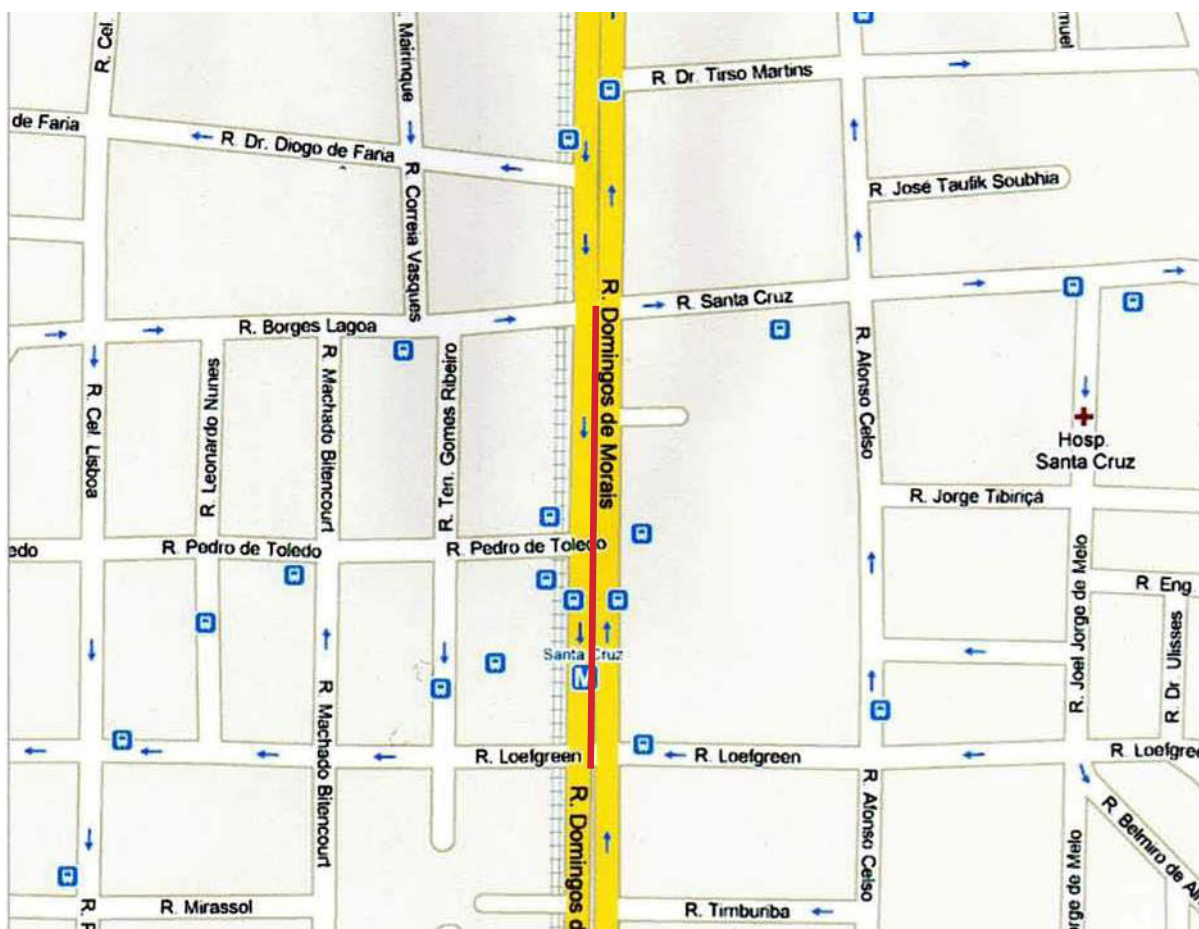 R. Cel.
Mairinque
muel
R. Dr. Tirso Martins
de Faria
R. Dr. Diogo de Faria
R. José Taufik Soubhia
R. Correia Vasques
R. Domingos de Morais
R. Santa Cruz
R. Borges Lagoa
R. Cel. Lisboa
R. Leonardo Nunes
R. Machado Bitencourt
R. Ten. Gomes Ribeiro
R. Afonso Celso
Hosp.
Santa Cruz
R. Jorge Tibiriçá
edo
R. Pedro de Toledo
R. Pedro de Toledo
R. Eng
R. Joel Jorge de Melo
R. Dr. Ulisses
Santa Cruz
M
R. Machado Bitencourt
R. Loefgreen
R. Loefgreen
R. Loefgree
R. Domingos d
R. Afonso Celso
R. Belmiro de
orge de Melo
R. Mirassol
R. Timburiba